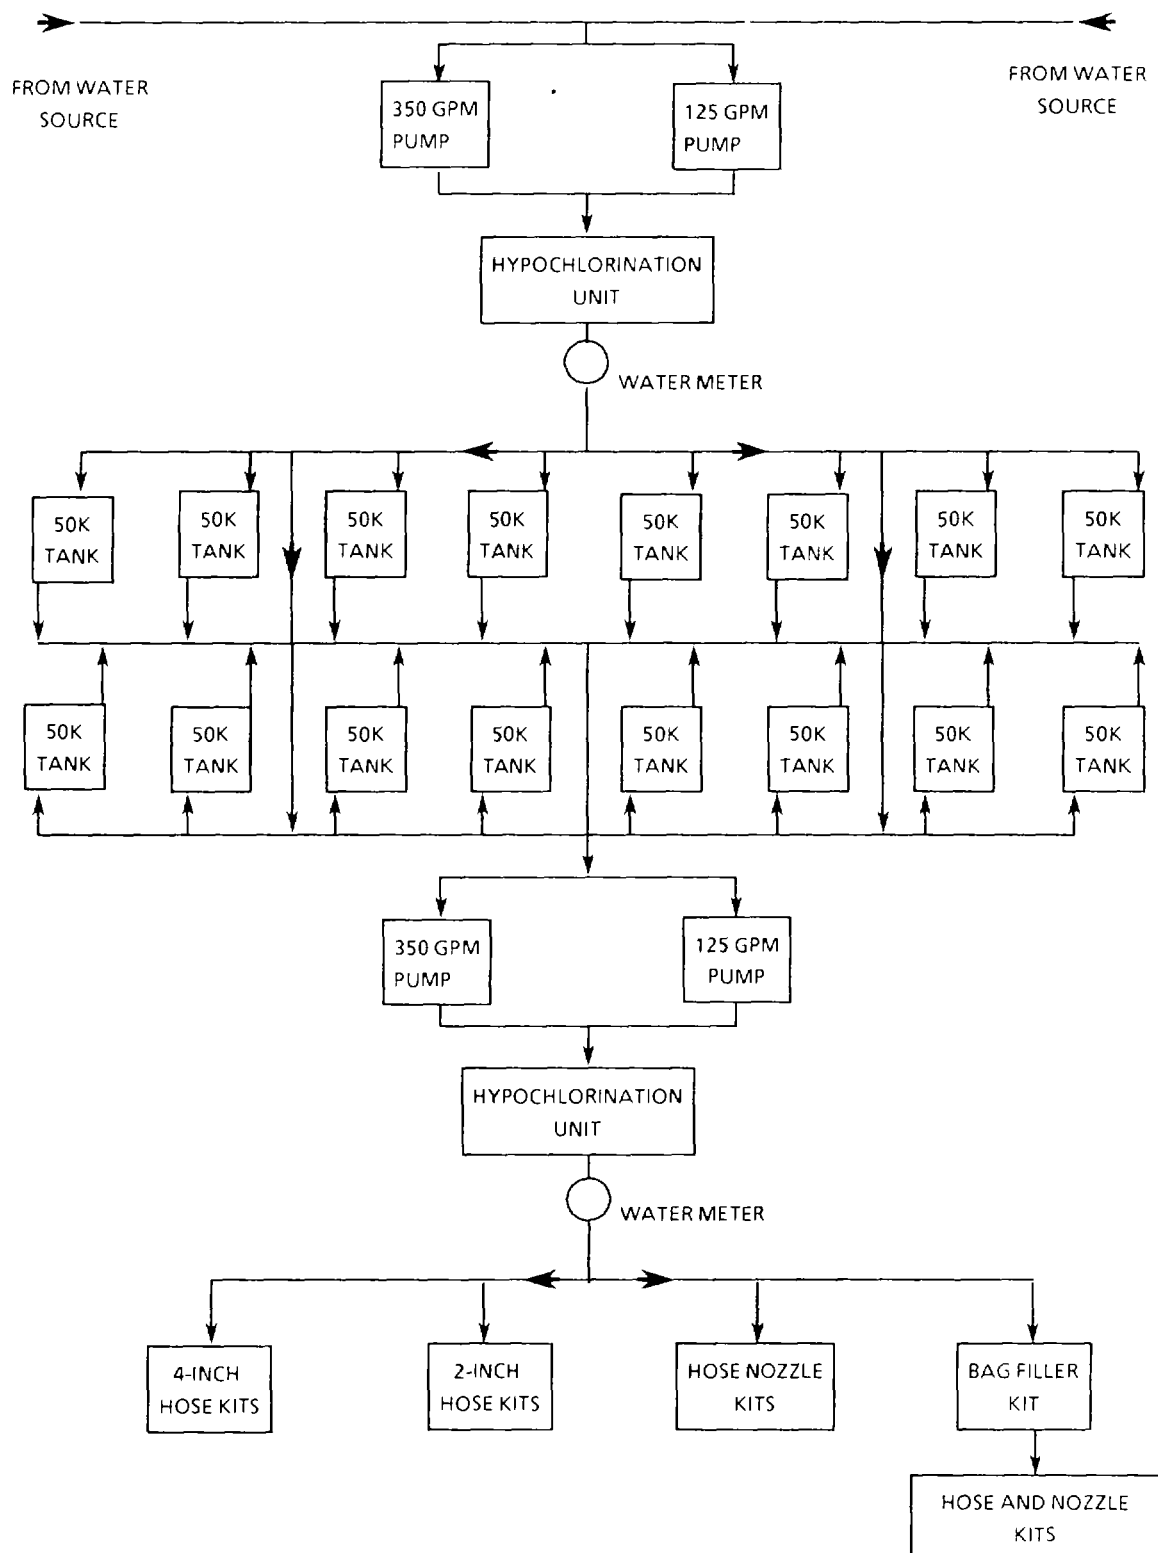 FROM WATER
SOURCE
FROM WATER
SOURCE
350 GPM
PUMP
125 GPM
PUMP
HYPOCHLORINATION
UNIT
WATER METER
50K
TANK
50K
TANK
50K
TANK
50K
TANK
50K
TANK
50K
TANK
50K
TANK
50K
TANK
50K
TANK
50K
TANK
50K
TANK
50K
TANK
50K
TANK
50K
TANK
50K
TANK
50K
TANK
350 GPM
PUMP
125 GPM
PUMP
HYPOCHLORINATION
UNIT
WATER METER
4-INCH
HOSE KITS
2-INCH
HOSE KITS
HOSE NOZZLE
KITS
BAG FILLER
KIT
HOSE AND NOZZLE
KITS